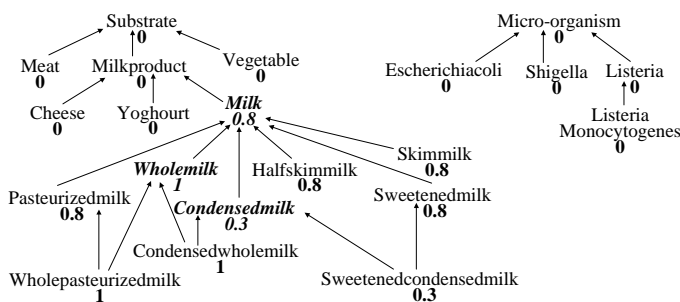 Substrate
0
Micro-organism
0
Meat
0
Milkproduct
0
Vegetable
0
Escherichiacoli
0
Shigella
0
Listeria
0
Cheese
0
Yoghourt
0
Milk
0.8
Listeria
Monocytogenes
0
Pasteurizedmilk
0.8
Wholemilk
1
Condensedmilk
0.3
Halfskimmilk
0.8
Skimmilk
0.8
Sweetenedmilk
0.8
Wholepasteurizedmilk
1
Condensedwholemilk
1
Sweetenedcondensedmilk
0.3